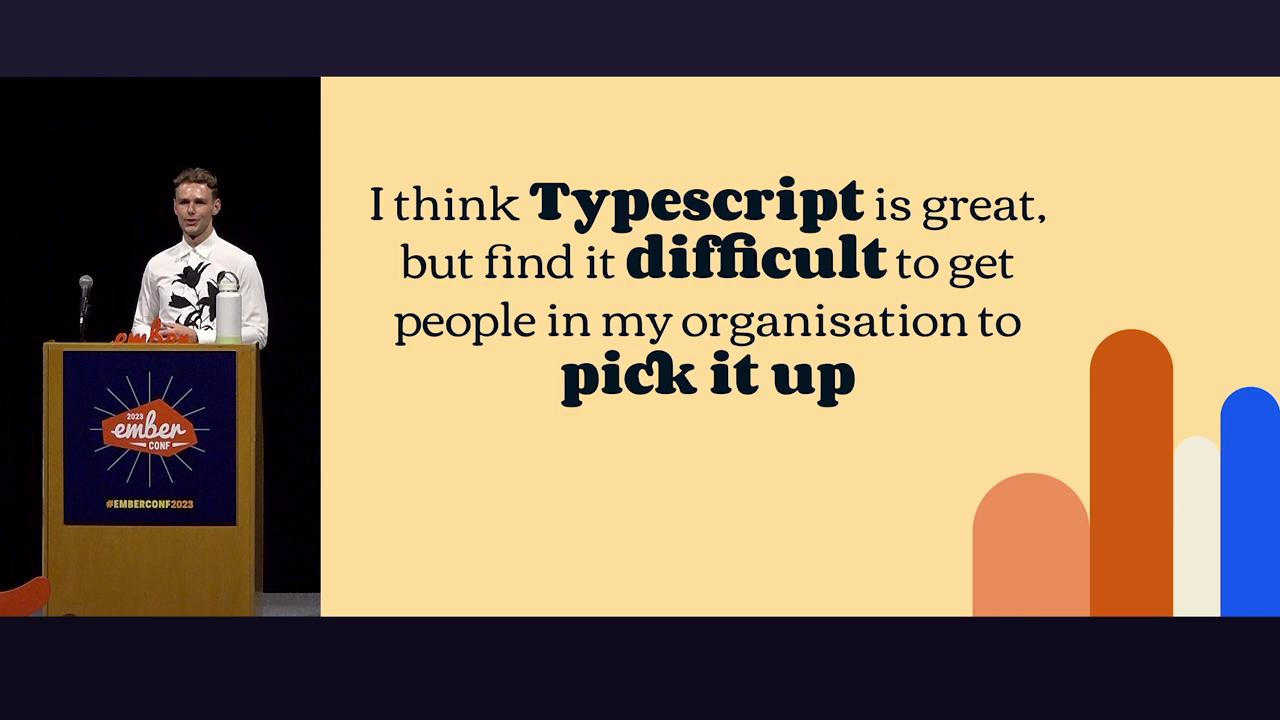 I think Typescript is great,
but find it difficult to get
people in my organisation to
pick it up
ember
2023
ember
CONF
#EMBERCONF2023